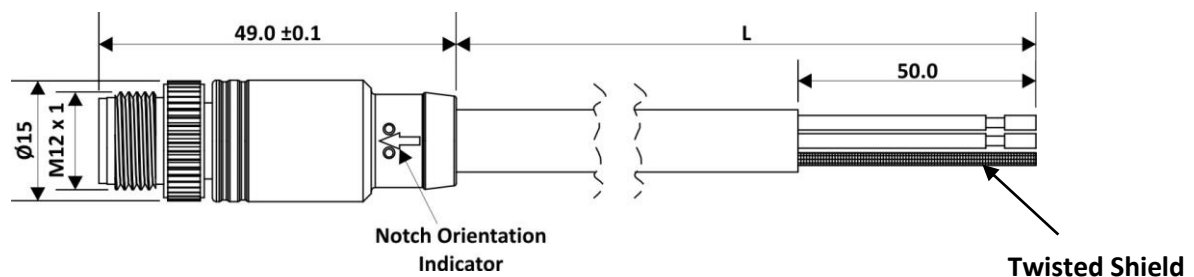 49.0 ±0.1
L
50.0
Ø15
M12 x 1
Notch Orientation
Indicator
Twisted Shield